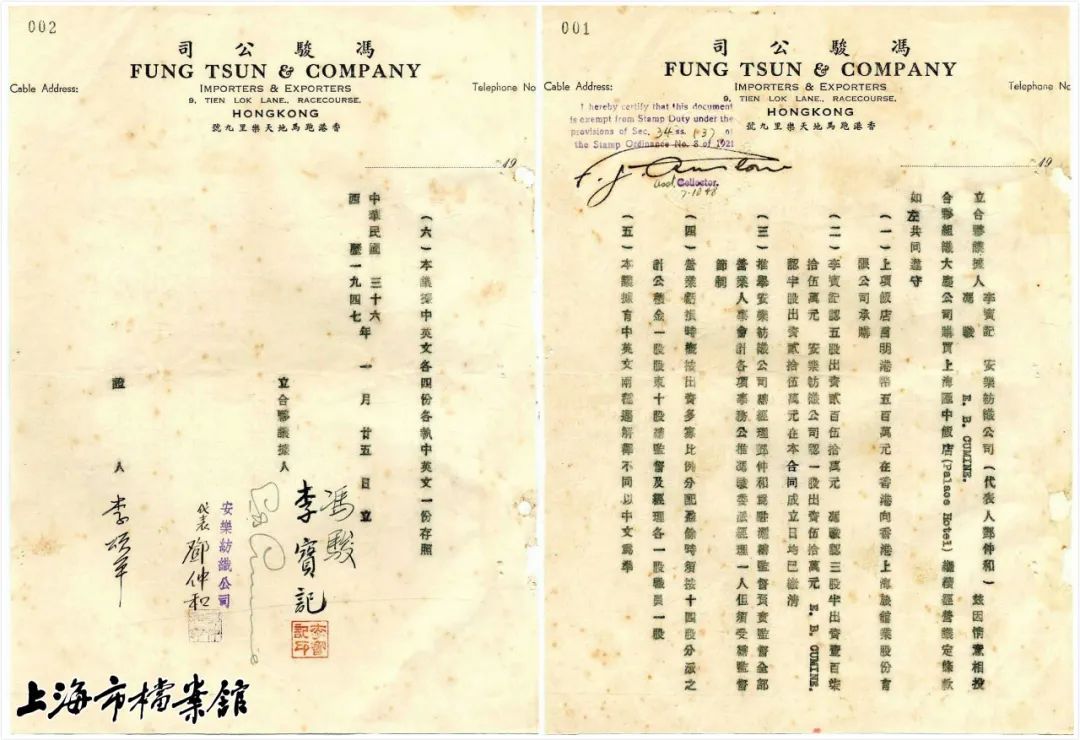 001
馮駿公司
FUNG TSUN & COMPANY
IMPORTERS & EXPORTERS
9, TIEN LOK LANE, RACECOURSE.
HONGKONG
香港跑馬地天樂里九號
Cable Address:
Telephone No
I hereby certify that this document
is exempt from Stamp Duty under the
provisions of Sec. 34 ss. (3) of
the Stamp Ordinance No. 8 of 1921
Collector.
19
立合夥議據人 李寶記 安樂紡織公司(代表人鄧仲和) 馮駿 E. B. CUMINE. 茲因情意相投
合夥組織大廈公司購買上海匯中飯店(Palace Hotel)繼續經營議定條款
如左共同遵守
(一)上項飯店言明港幣五百萬元在香港向香港上海旅館業股份有
限公司承購
(二)李寶記認五股出資貳百伍拾萬元 馮駿認三股半出資壹百柒
拾伍萬元 安樂紡織公司認一股出資伍拾萬元 E. B. CUMINE.
認半股出資貳拾伍萬元在本合同成立日均已繳清
(三)推舉安樂紡織公司總經理鄧仲和為駐滬總監督負責監督全部
營業人事會計各項事務公推馮駿委派經理一人但須受總監督
節制
(四)營業虧損時概按出資多寡比例分配盈餘時須按十四股分派之
計公積金一股股東十股總監督及經理各一股職員一股
(五)本議據有中英文兩種遇解釋不同以中文為準
002
馮駿公司
FUNG TSUN & COMPANY
IMPORTERS & EXPORTERS
9, TIEN LOK LANE, RACECOURSE.
HONGKONG
香港跑馬地天樂里九號
Cable Address:
Telephone No
19
(六)本議據中英文各四份各執中英文一份存照
中華民國三十六年一月廿五日立
西歷一九四七
立合夥議據人
馮駿
李寶記
安樂紡織公司
代表 鄧仲和
證人
上海市檔案館